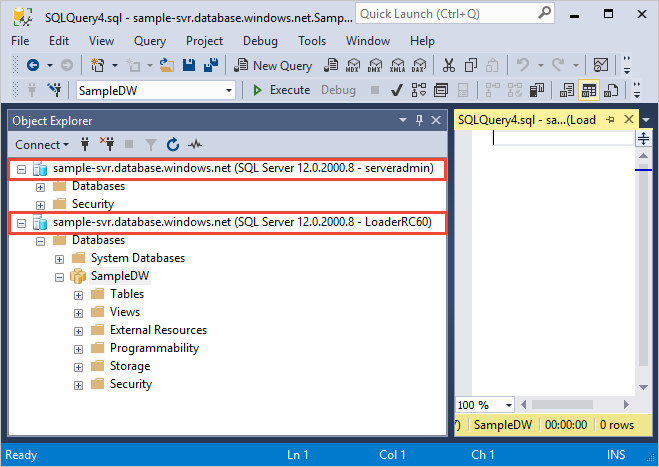 SQLQuery4.sql - sample-svr.database.windows.net.Samp...
Quick Launch (Ctrl+Q)
File Edit View Query Project Debug Tools Window Help
New Query MDX DMX XMLA DAX
SampleDW Execute Debug
Object Explorer
SQLQuery4.sql - sa...(Load
Connect
sample-svr.database.windows.net (SQL Server 12.0.2000.8 - serveradmin)
Databases
Security
sample-svr.database.windows.net (SQL Server 12.0.2000.8 - LoaderRC60)
Databases
System Databases
SampleDW
Tables
Views
External Resources
Programmability
Storage
Security
100 %
7) SampleDW 00:00:00 0 rows
Ready Ln 1 Col 1 Ch 1 INS